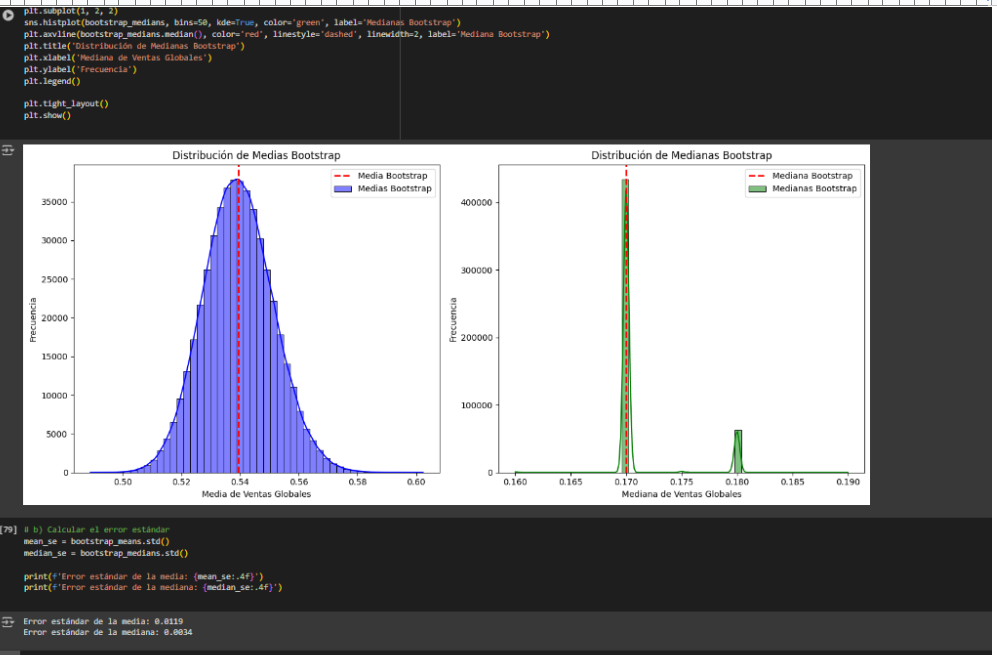 plt.subplot(1, 2, 2)
sns.histplot(bootstrap_medians, bins=50, kde=True, color='green', label='Medianas Bootstrap')
plt.axvline(bootstrap_medians.median(), color='red', linestyle='dashed', linewidth=2, label='Mediana Bootstrap')
plt.title('Distribución de Medianas Bootstrap')
plt.xlabel('Mediana de Ventas Globales')
plt.ylabel('Frecuencia')
plt.legend()
plt.tight_layout()
plt.show()
Distribución de Medias Bootstrap
Media Bootstrap
Medias Bootstrap
Frecuencia
35000
30000
25000
20000
15000
10000
5000
0
0.50 0.52 0.54 0.56 0.58 0.60
Media de Ventas Globales
Distribución de Medianas Bootstrap
Mediana Bootstrap
Medianas Bootstrap
Frecuencia
400000
300000
200000
100000
0
0.160 0.165 0.170 0.175 0.180 0.185 0.190
Mediana de Ventas Globales
[79] # b) Calcular el error estándar
mean_se = bootstrap_means.std()
median_se = bootstrap_medians.std()
print(f'Error estándar de la media: {mean_se:.4f}')
print(f'Error estándar de la mediana: {median_se:.4f}')
Error estándar de la media: 0.0119
Error estándar de la mediana: 0.0034